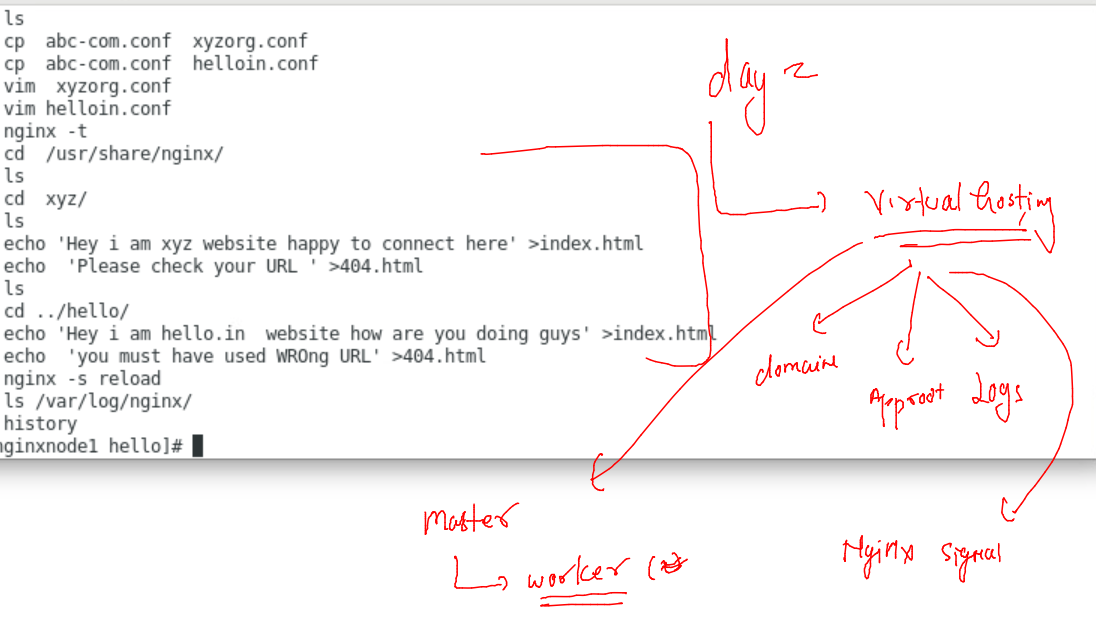 ls
cp  abc-com.conf  xyzorg.conf
cp  abc-com.conf  helloin.conf
vim  xyzorg.conf
vim helloin.conf
nginx -t
cd  /usr/share/nginx/
ls
cd  xyz/
ls
echo 'Hey i am xyz website happy to connect here' >index.html
echo  'Please check your URL ' >404.html
ls
cd ../hello/
echo 'Hey i am hello.in  website how are you doing guys' >index.html
echo  'you must have used WROng URL' >404.html
nginx -s reload
ls /var/log/nginx/
history
nginxnode1 hello]#
day 2
Virtual hosting
domaine
Approot
Logs
Master
worker (
Nginx signal